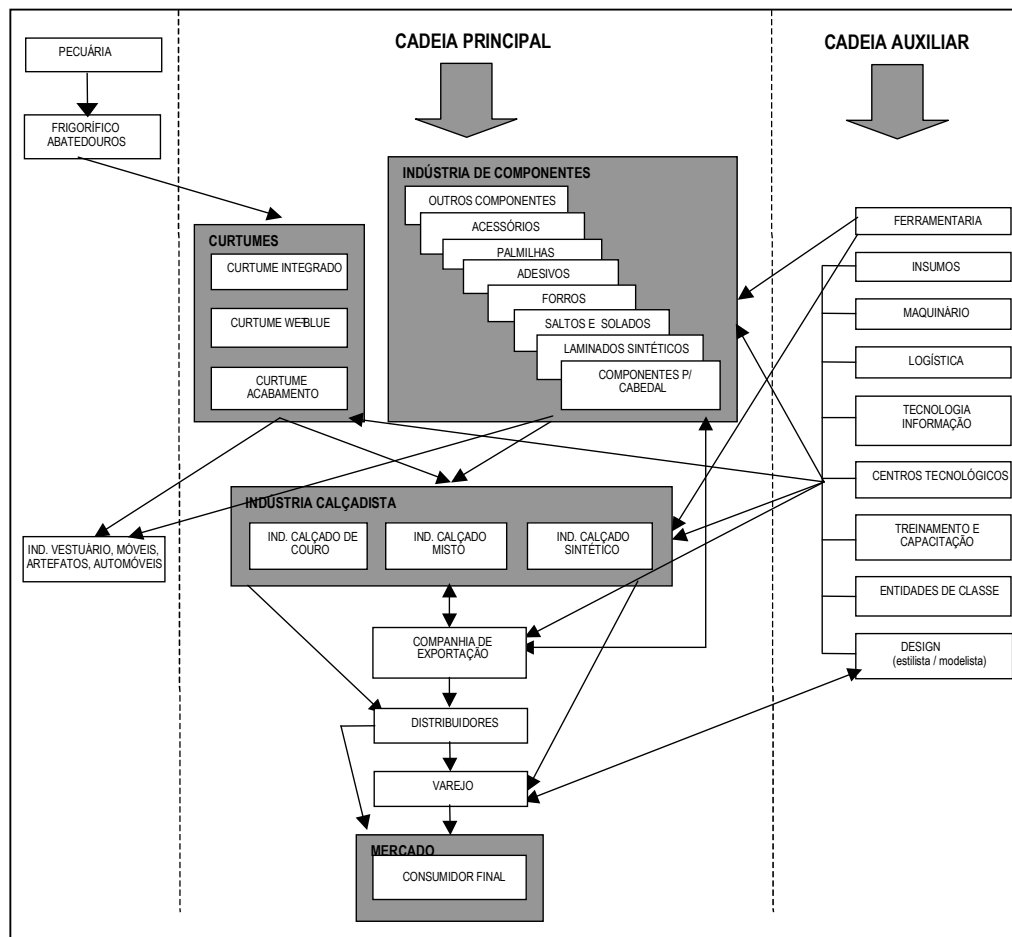 CADEIA PRINCIPAL
CADEIA AUXILIAR
PECUÁRIA
FRIGORÍFICO
ABATEDOUROS
INDÚSTRIA DE COMPONENTES
OUTROS COMPONENTES
ACESSÓRIOS
PALMILHAS
ADESIVOS
FORROS
SALTOS E SOLADOS
LAMINADOS SINTÉTICOS
COMPONENTES P/
CABEDAL
CURTUMES
CURTUME INTEGRADO
CURTUME WET-BLUE
CURTUME
ACABAMENTO
FERRAMENTARIA
INSUMOS
MAQUINÁRIO
LOGÍSTICA
TECNOLOGIA
INFORMAÇÃO
CENTROS TECNOLÓGICOS
TREINAMENTO E
CAPACITAÇÃO
ENTIDADES DE CLASSE
DESIGN
(estilista / modelista)
INDÚSTRIA CALÇADISTA
IND. CALÇADO DE
COURO
IND. CALÇADO
MISTO
IND. CALÇADO
SINTÉTICO
IND. VESTUÁRIO, MÓVEIS,
ARTEFATOS, AUTOMÓVEIS
COMPANHIA DE
EXPORTAÇÃO
DISTRIBUIDORES
VAREJO
MERCADO
CONSUMIDOR FINAL